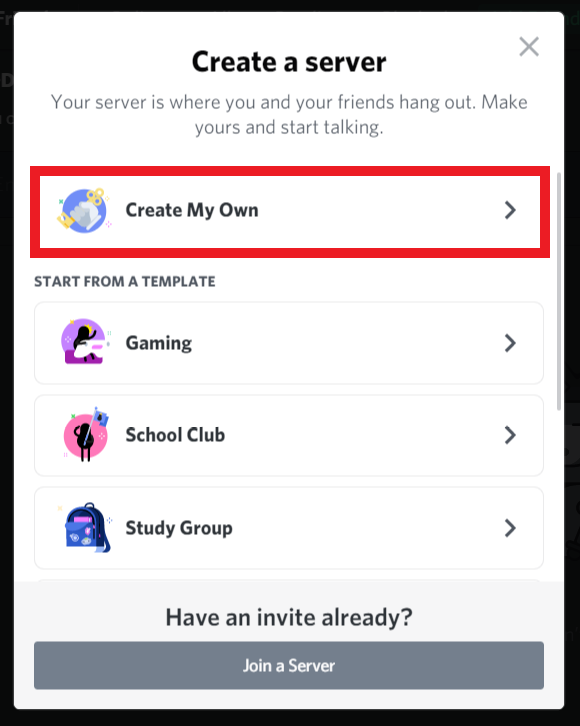 Create a server
Your server is where you and your friends hang out. Make
yours and start talking.
Create My Own
START FROM A TEMPLATE
Gaming
School Club
Study Group
Have an invite already?
Join a Server